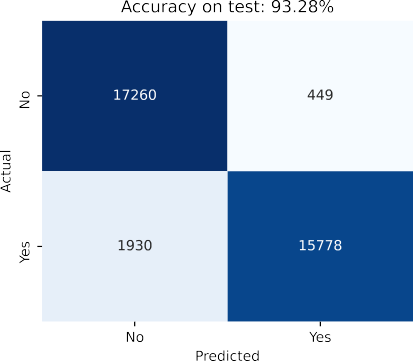 Accuracy on test: 93.28%
Actual
No
17260
449
Yes
1930
15778
No
Yes
Predicted